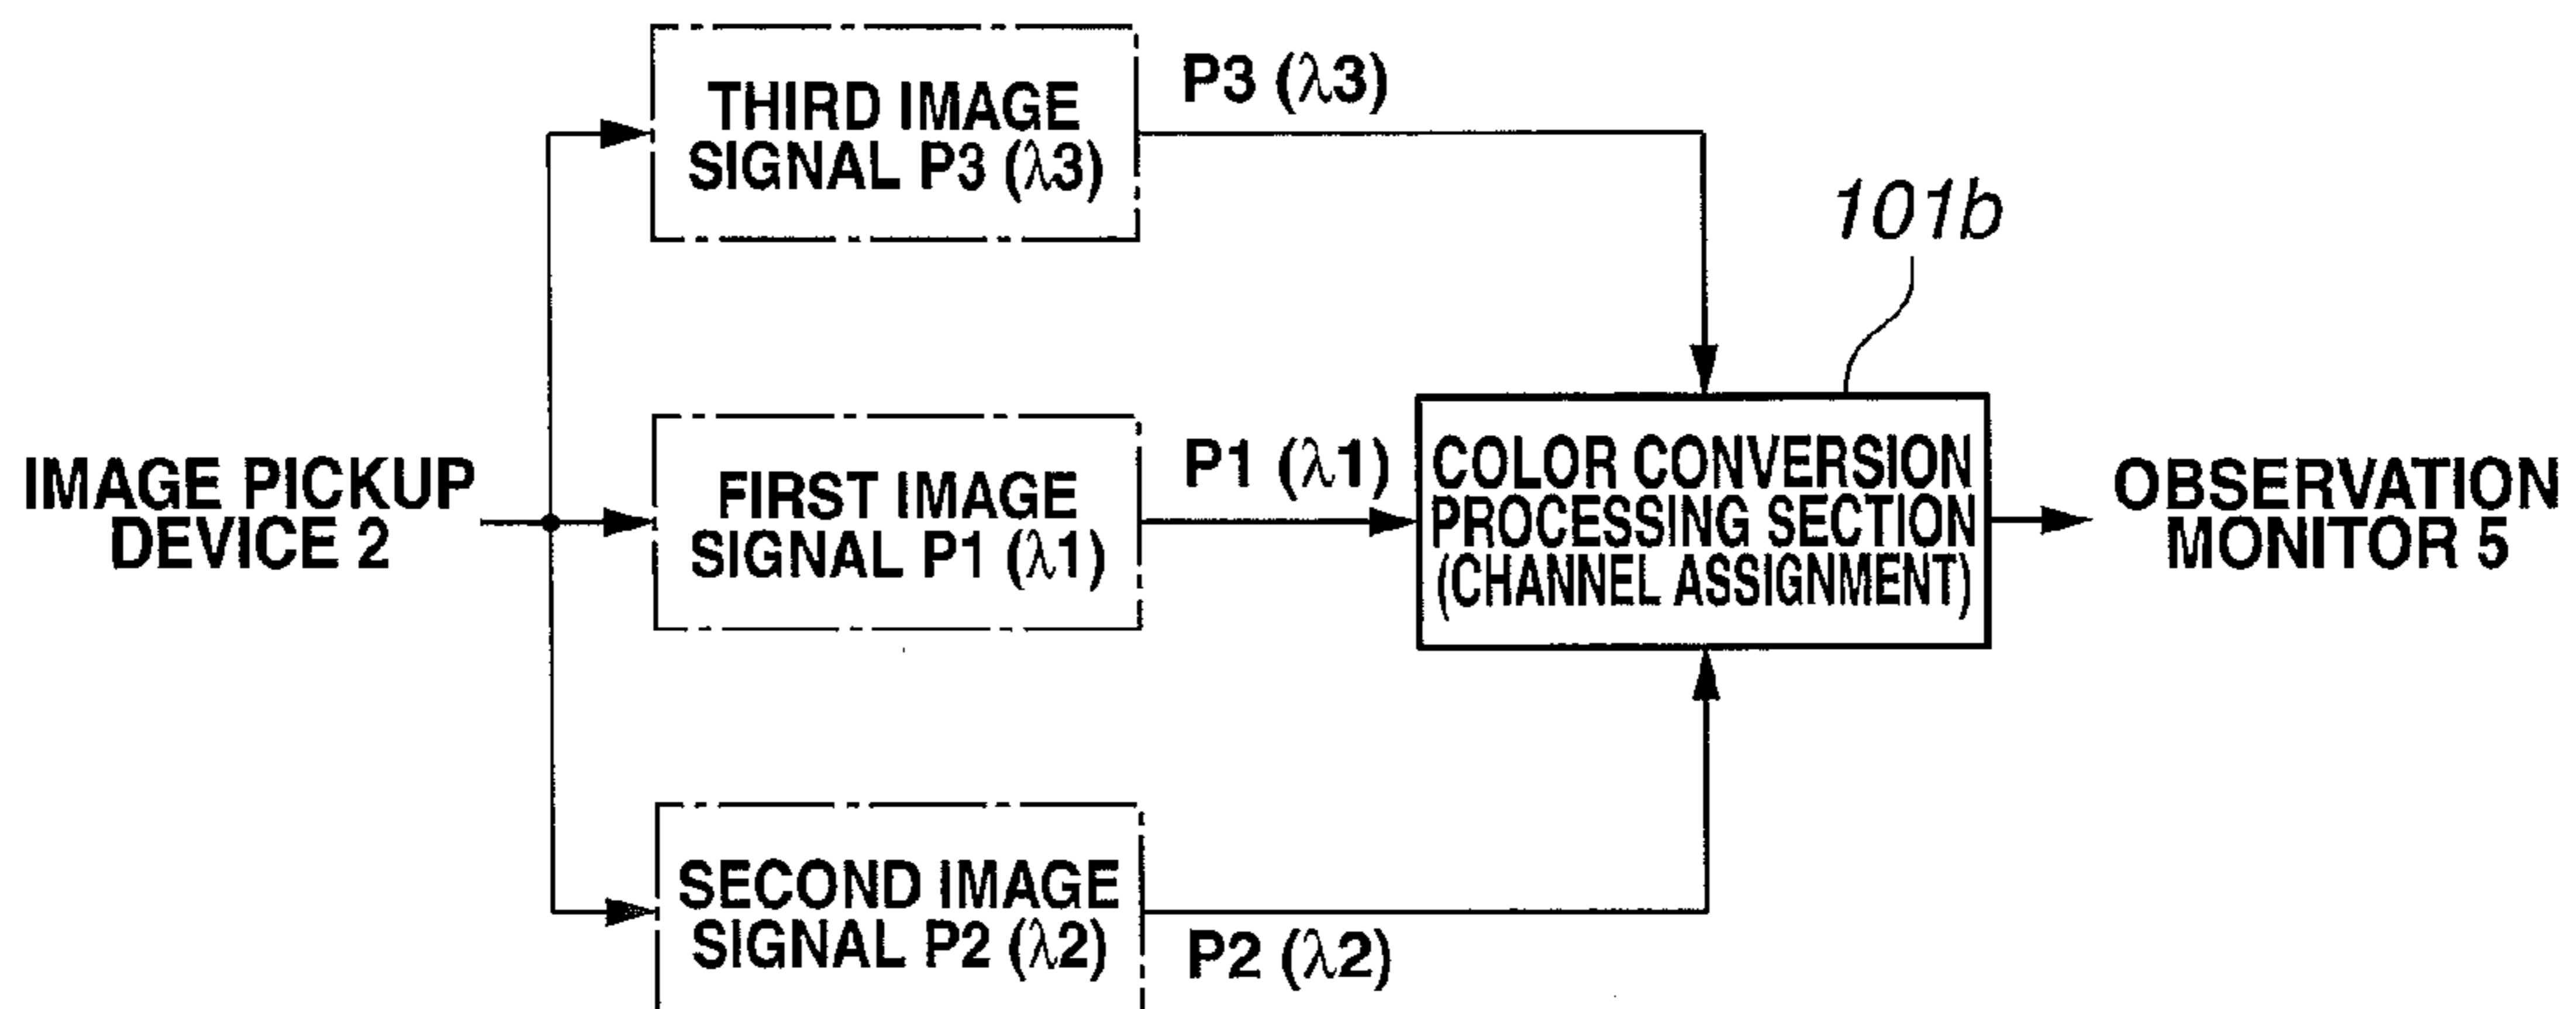 THIRD IMAGE
SIGNAL P3 (λ3)
P3 (λ3)
101b
IMAGE PICKUP
DEVICE 2
FIRST IMAGE
SIGNAL P1 (λ1)
P1 (λ1)
COLOR CONVERSION
PROCESSING SECTION
(CHANNEL ASSIGNMENT)
OBSERVATION
MONITOR 5
SECOND IMAGE
SIGNAL P2 (λ2)
P2 (λ2)